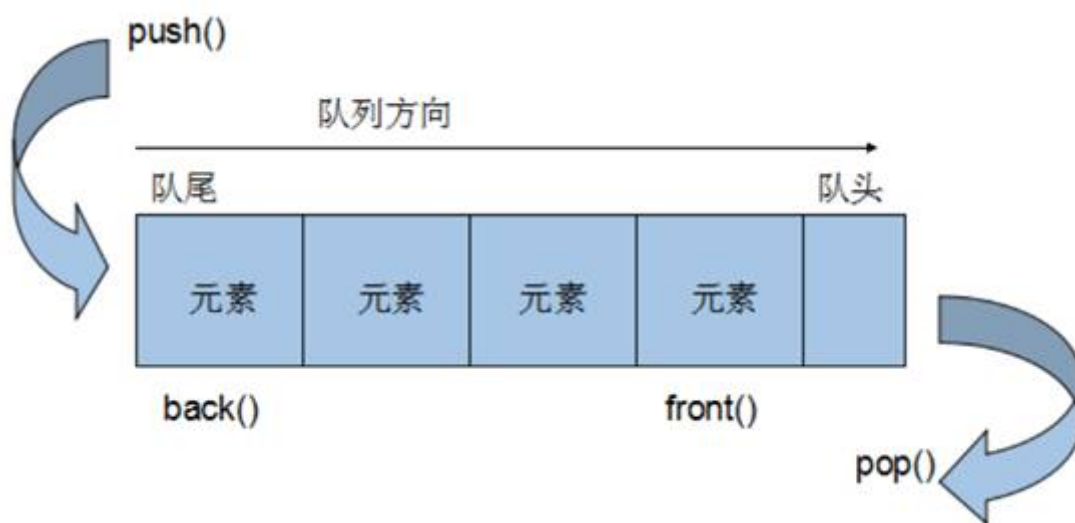 push()
队列方向
队尾 队头
元素 元素 元素 元素
back() front()
pop()